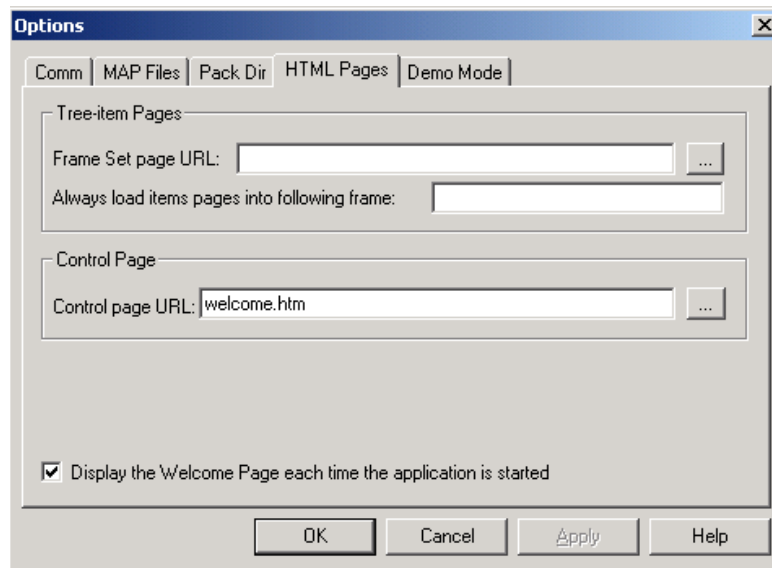 Options
Comm MAP Files Pack Dir HTML Pages Demo Mode
Tree-item Pages
Frame Set page URL: ...
Always load items pages into following frame:
Control Page
Control page URL: welcome.htm ...
Display the Welcome Page each time the application is started
OK Cancel Apply Help